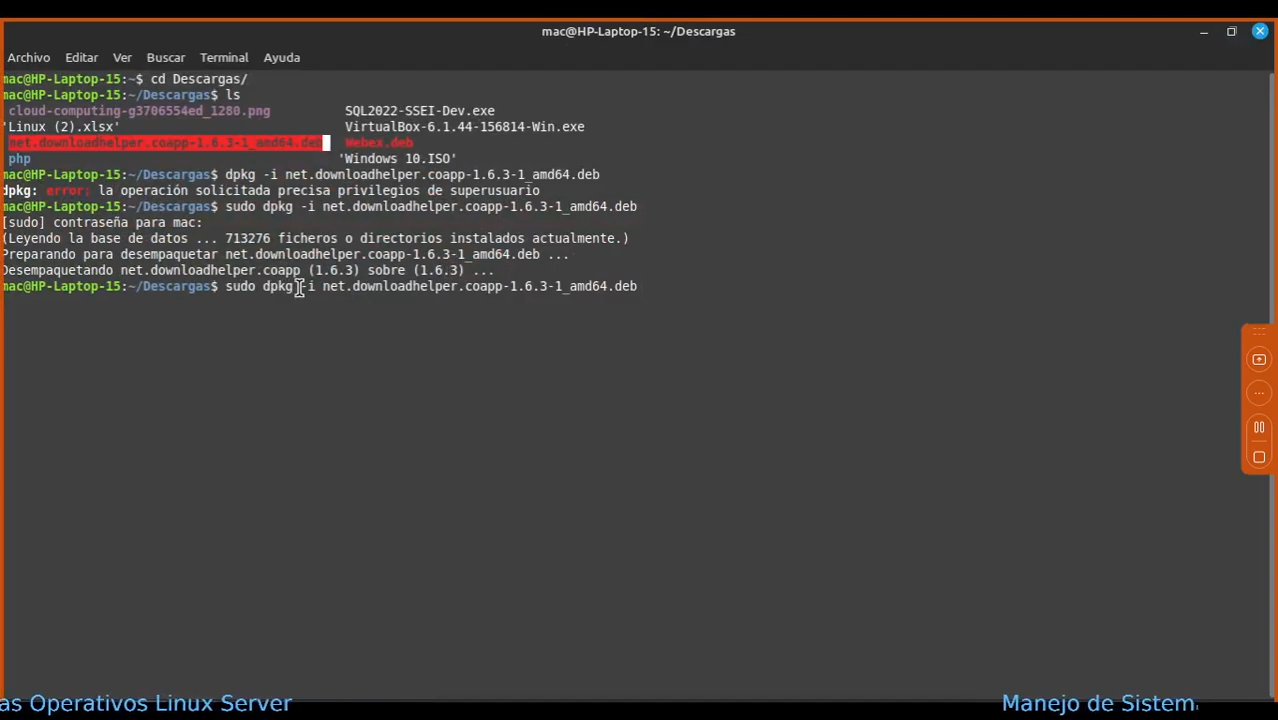 mac@HP-Laptop-15: ~/Descargas
Archivo Editar Ver Buscar Terminal Ayuda
mac@HP-Laptop-15:~$ cd Descargas/
mac@HP-Laptop-15:~/Descargas$ ls
cloud-computing-g3706554ed_1280.png SQL2022-SSEI-Dev.exe
'Linux (2).xlsx' VirtualBox-6.1.44-156814-Win.exe
net.downloadhelper.coapp-1.6.3-1_amd64.deb Webex.deb
php 'Windows 10.ISO'
mac@HP-Laptop-15:~/Descargas$ dpkg -i net.downloadhelper.coapp-1.6.3-1_amd64.deb
dpkg: error: la operación solicitada precisa privilegios de superusuario
mac@HP-Laptop-15:~/Descargas$ sudo dpkg -i net.downloadhelper.coapp-1.6.3-1_amd64.deb
[sudo] contraseña para mac:
(Leyendo la base de datos ... 713276 ficheros o directorios instalados actualmente.)
Preparando para desempaquetar net.downloadhelper.coapp-1.6.3-1_amd64.deb ...
Desempaquetando net.downloadhelper.coapp (1.6.3) sobre (1.6.3) ...
mac@HP-Laptop-15:~/Descargas$ sudo dpkg -i net.downloadhelper.coapp-1.6.3-1_amd64.deb
as Operativos Linux Server Manejo de Sistem